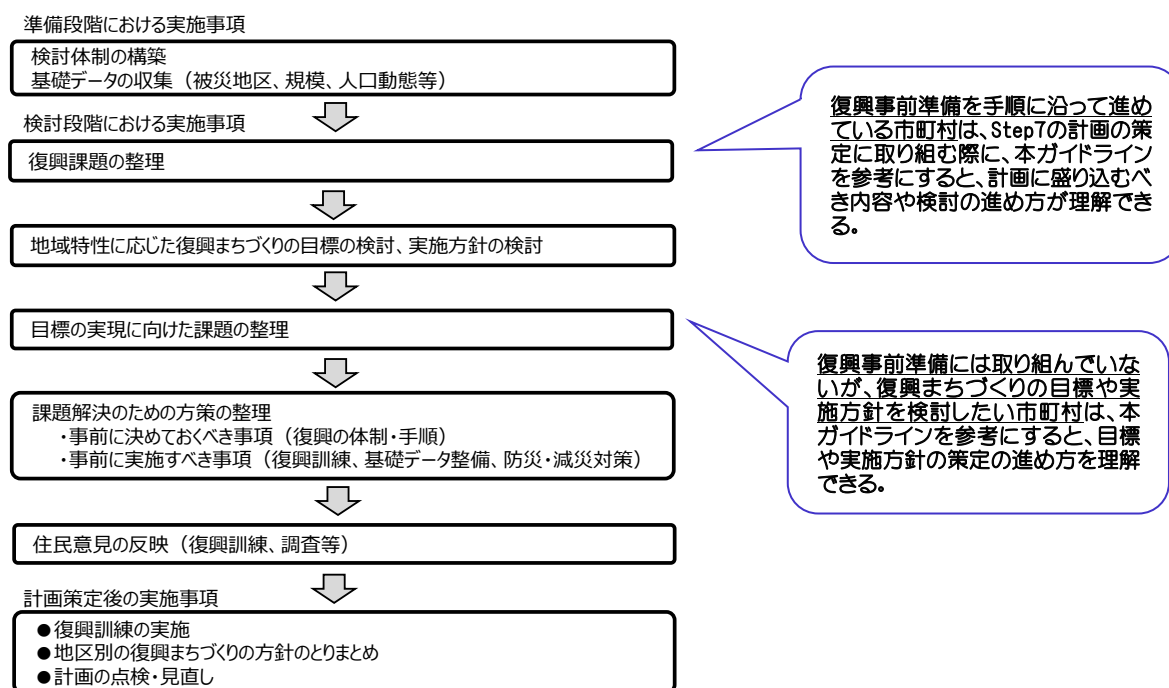 準備段階における実施事項
検討体制の構築
基礎データの収集（被災地区、規模、人口動態等）
検討段階における実施事項
復興課題の整理
地域特性に応じた復興まちづくりの目標の検討、実施方針の検討
目標の実現に向けた課題の整理
課題解決のための方策の整理
・事前に決めておくべき事項（復興の体制・手順）
・事前に実施すべき事項（復興訓練、基礎データ整備、防災・減災対策）
住民意見の反映（復興訓練、調査等）
計画策定後の実施事項
●復興訓練の実施
●地区別の復興まちづくりの方針のとりまとめ
●計画の点検・見直し
復興事前準備を手順に沿って進め
ている市町村は、Step7の計画の策
定に取り組む際に、本ガイドライン
を参考にすると、計画に盛り込むべ
き内容や検討の進め方が理解でき
る。
復興事前準備には取り組んでいな
いが、復興まちづくりの目標や実
施方針を検討したい市町村は、本
ガイドラインを参考にすると、目標
や実施方針の策定の進め方を理解
できる。